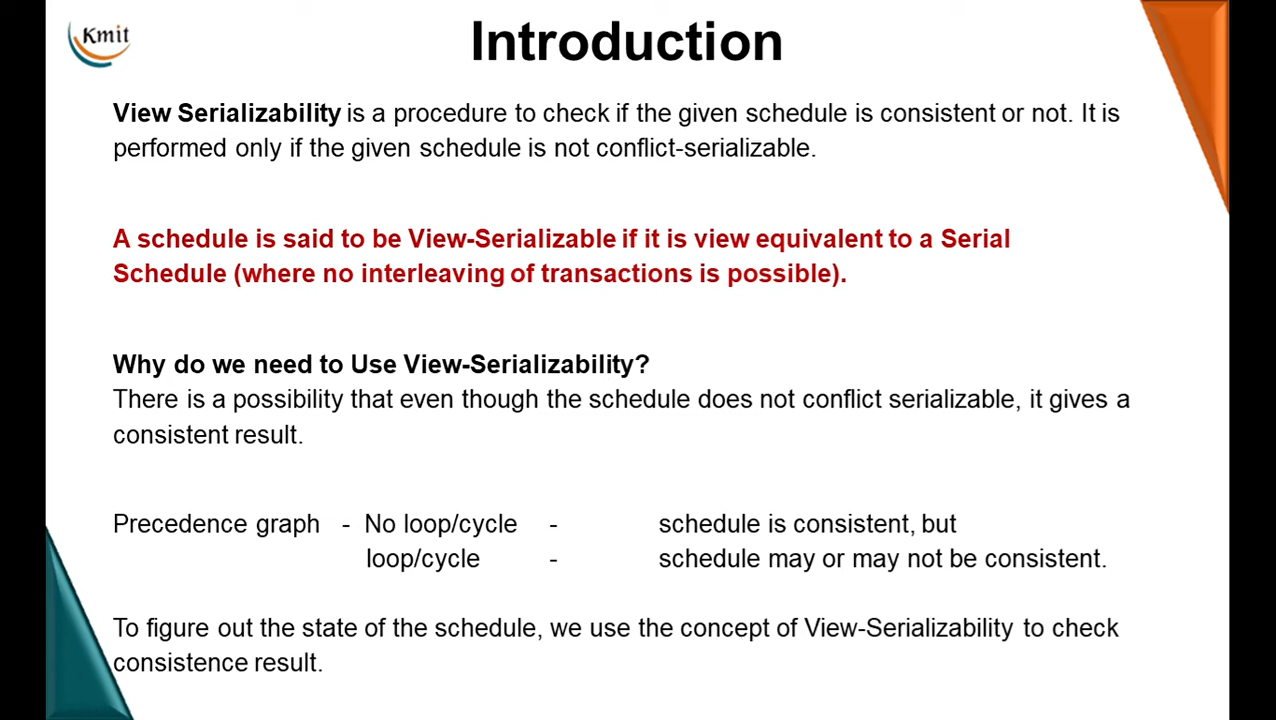 Kmit
Introduction
View Serializability is a procedure to check if the given schedule is consistent or not. It is
performed only if the given schedule is not conflict-serializable.
A schedule is said to be View-Serializable if it is view equivalent to a Serial
Schedule (where no interleaving of transactions is possible).
Why do we need to Use View-Serializability?
There is a possibility that even though the schedule does not conflict serializable, it gives a
consistent result.
Precedence graph - No loop/cycle - schedule is consistent, but
loop/cycle - schedule may or may not be consistent.
To figure out the state of the schedule, we use the concept of View-Serializability to check
consistence result.